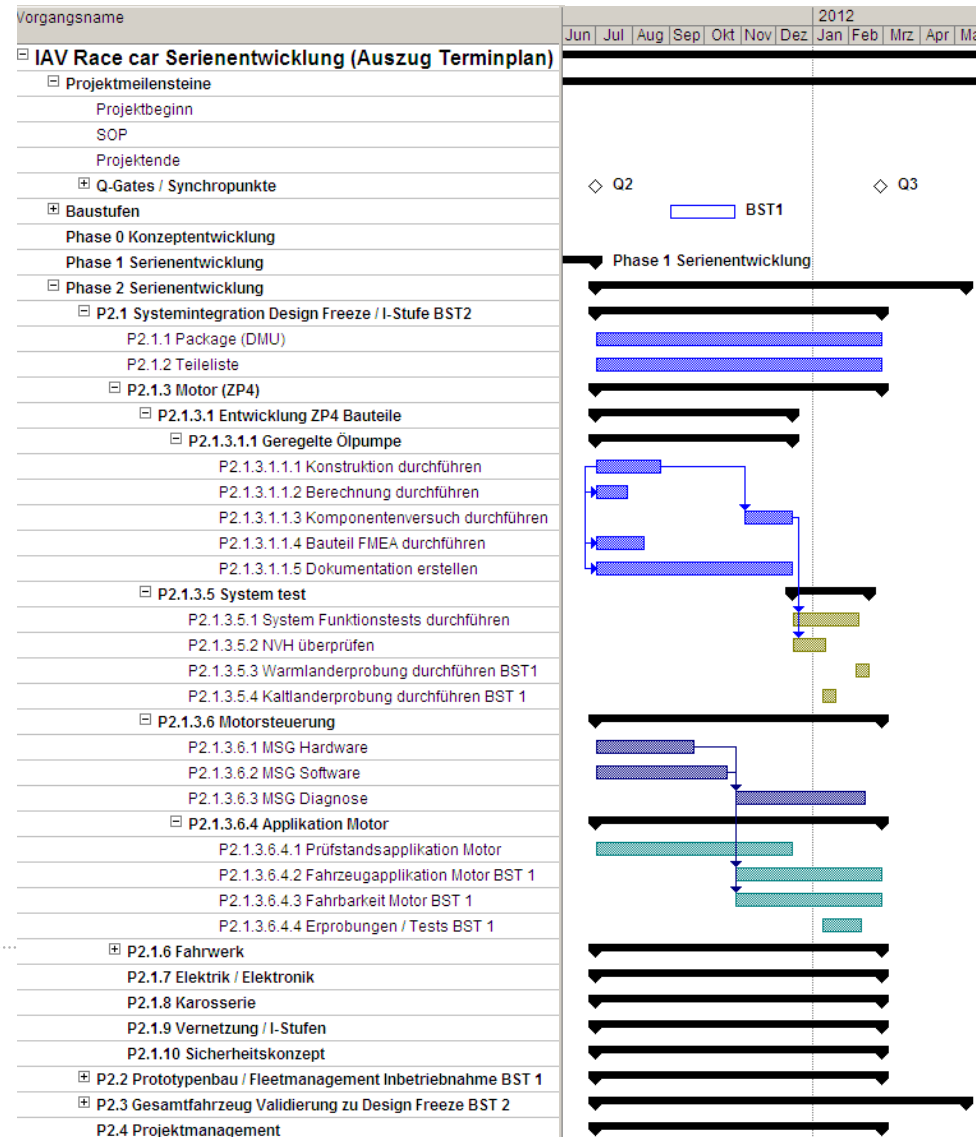 Vorgangsname
2012
Jun Jul Aug Sep Okt Nov Dez Jan Feb Mrz Apr Ma
IAV Race car Serienentwicklung (Auszug Terminplan)
Projektmeilensteine
Projektbeginn
SOP
Projektende
Q-Gates / Synchropunkte Q2 Q3
Baustufen BST1
Phase 0 Konzeptentwicklung
Phase 1 Serienentwicklung Phase 1 Serienentwicklung
Phase 2 Serienentwicklung
P2.1 Systemintegration Design Freeze / I-Stufe BST2
P2.1.1 Package (DMU)
P2.1.2 Teileliste
P2.1.3 Motor (ZP4)
P2.1.3.1 Entwicklung ZP4 Bauteile
P2.1.3.1.1 Geregelte Ölpumpe
P2.1.3.1.1.1 Konstruktion durchführen
P2.1.3.1.1.2 Berechnung durchführen
P2.1.3.1.1.3 Komponentenversuch durchführen
P2.1.3.1.1.4 Bauteil FMEA durchführen
P2.1.3.1.1.5 Dokumentation erstellen
P2.1.3.5 System test
P2.1.3.5.1 System Funktionstests durchführen
P2.1.3.5.2 NVH überprüfen
P2.1.3.5.3 Warmlanderprobung durchführen BST1
P2.1.3.5.4 Kaltlanderprobung durchführen BST 1
P2.1.3.6 Motorsteuerung
P2.1.3.6.1 MSG Hardware
P2.1.3.6.2 MSG Software
P2.1.3.6.3 MSG Diagnose
P2.1.3.6.4 Applikation Motor
P2.1.3.6.4.1 Prüfstandsapplikation Motor
P2.1.3.6.4.2 Fahrzeugapplikation Motor BST 1
P2.1.3.6.4.3 Fahrbarkeit Motor BST 1
P2.1.3.6.4.4 Erprobungen / Tests BST 1
P2.1.6 Fahrwerk
P2.1.7 Elektrik / Elektronik
P2.1.8 Karosserie
P2.1.9 Vernetzung / I-Stufen
P2.1.10 Sicherheitskonzept
P2.2 Prototypenbau / Fleetmanagement Inbetriebnahme BST 1
P2.3 Gesamtfahrzeug Validierung zu Design Freeze BST 2
P2.4 Projektmanagement